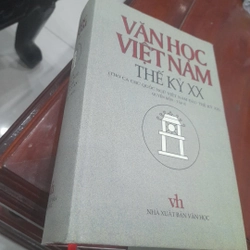 VĂN HỌC
VIỆT NAM
THẾ KỶ XX
vh
NHÀ XUẤT BẢN VĂN HỌC